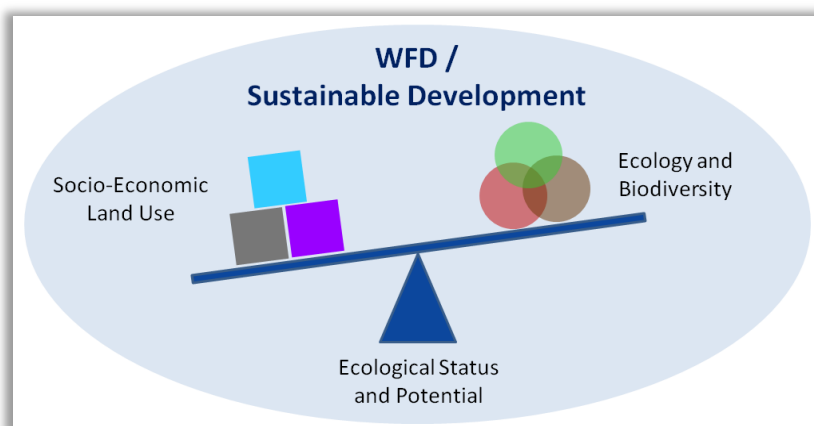 WFD /
Sustainable Development
Socio-Economic
Land Use
Ecology and
Biodiversity
Ecological Status
and Potential